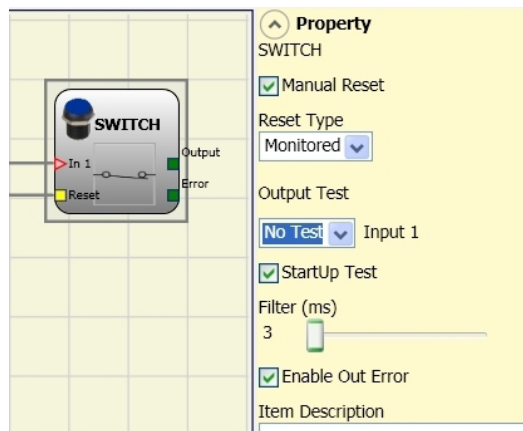 SWITCH
In 1
Reset
Output
Error
Property
SWITCH
Manual Reset
Reset Type
Monitored
Output Test
No Test Input 1
StartUp Test
Filter (ms)
3
Enable Out Error
Item Description